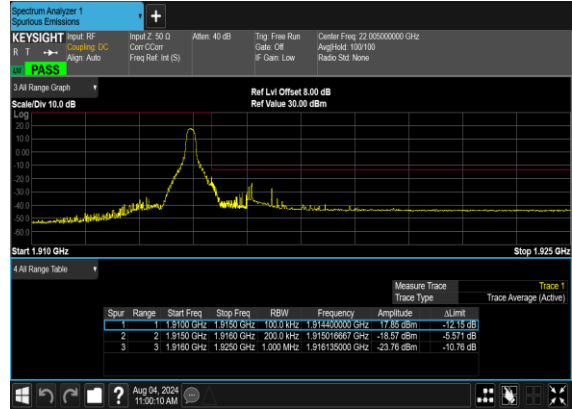 Spectrum Analyzer 1
Spurious Emissions
KEYSIGHT Input: RF Input Z: 50 Ω Atten: 40 dB Trig: Free Run Center Freq: 22.005000000 GHz
R T Coupling: DC Corr CCorr Gate: Off Avg|Hold: 100/100
Align: Auto Freq Ref: Int (S) IF Gain: Low Radio Std: None
PASS
3 All Range Graph
Ref Lvl Offset 8.00 dB
Scale/Div 10.0 dB Ref Value 30.00 dBm
Log
20.0
10.0
0.00
-10.0
-20.0
-30.0
-40.0
-50.0
-60.0
Start 1.910 GHz Stop 1.925 GHz
4 All Range Table
Measure Trace Trace 1
Trace Type Trace Average (Active)
Spur Range Start Freq Stop Freq RBW Frequency Amplitude ΔLimit
1 1 1.9100 GHz 1.9150 GHz 100.0 kHz 1.914400000 GHz 17.85 dBm -12.15 dB
2 2 1.9150 GHz 1.9160 GHz 200.0 kHz 1.915016667 GHz -18.57 dBm -5.571 dB
3 3 1.9160 GHz 1.9250 GHz 1.000 MHz 1.916135000 GHz -23.76 dBm -10.76 dB
? Aug 04, 2024
11:00:10 AM